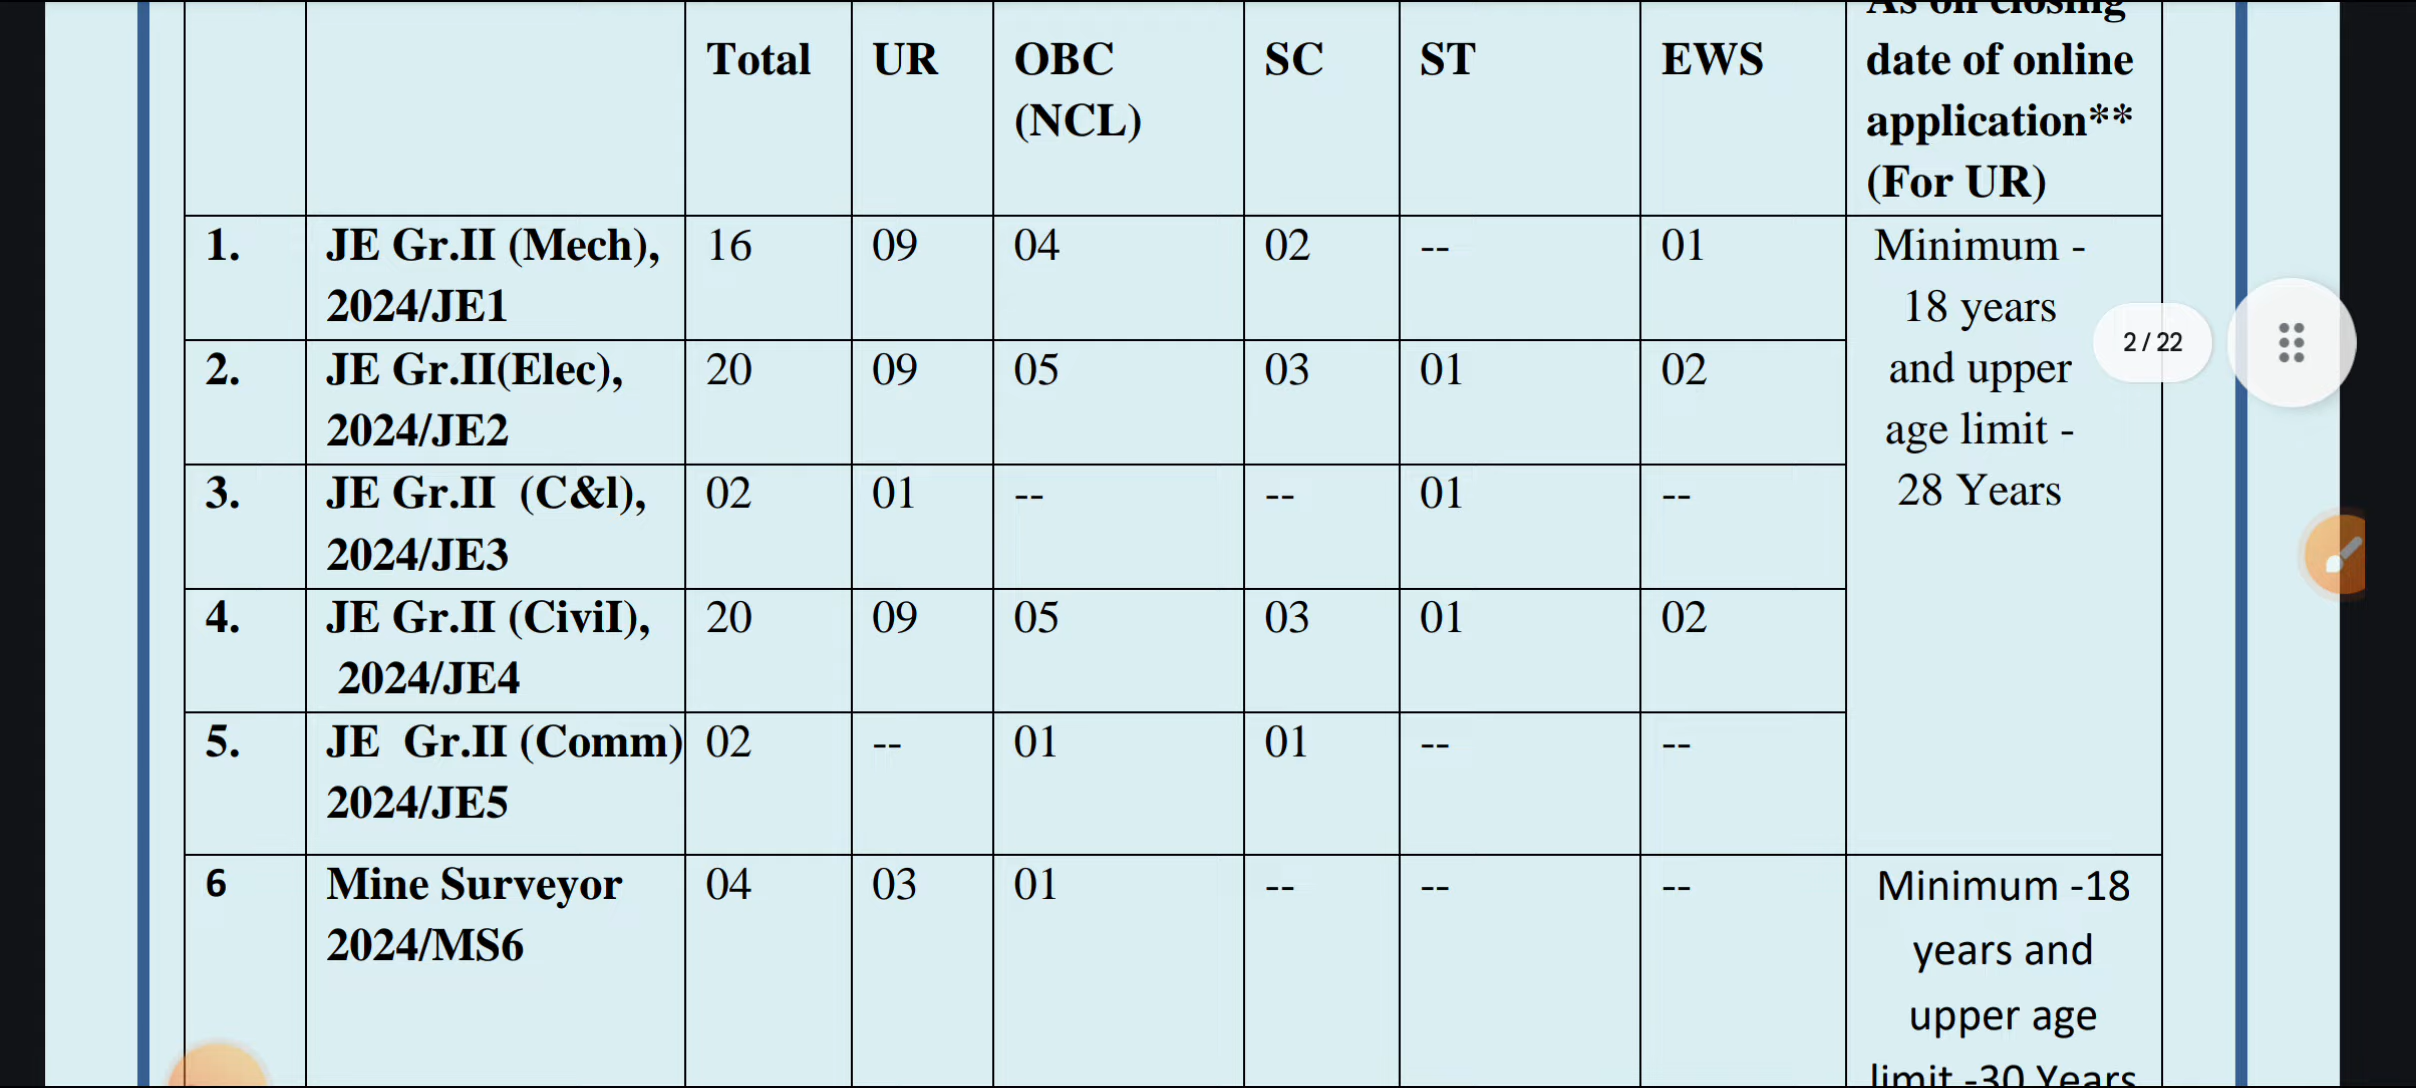 As on closing
Total UR OBC SC ST EWS date of online
(NCL) application**
(For UR)
1. JE Gr.II (Mech), 16 09 04 02 -- 01 Minimum -
2024/JE1 18 years
2. JE Gr.II(Elec), 20 09 05 03 01 02 and upper
2024/JE2 age limit -
3. JE Gr.II (C&l), 02 01 -- -- 01 -- 28 Years
2024/JE3
4. JE Gr.II (CiviI), 20 09 05 03 01 02
2024/JE4
5. JE Gr.II (Comm) 02 -- 01 01 -- --
2024/JE5
6 Mine Surveyor 04 03 01 -- -- -- Minimum -18
2024/MS6 years and
upper age
limit -30 Years
2 / 22